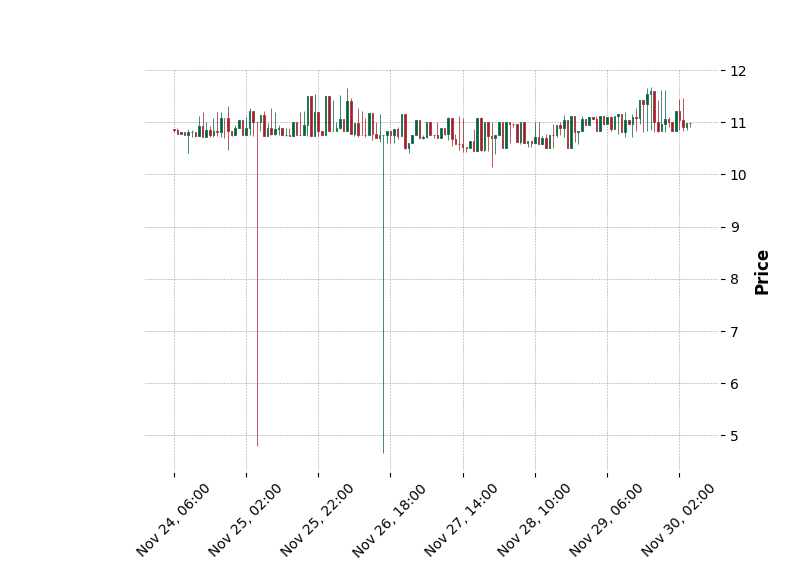 12
11
10
9
8
7
6
5
Price
Nov 24, 06:00
Nov 25, 02:00
Nov 25, 22:00
Nov 26, 18:00
Nov 27, 14:00
Nov 28, 10:00
Nov 29, 06:00
Nov 30, 02:00